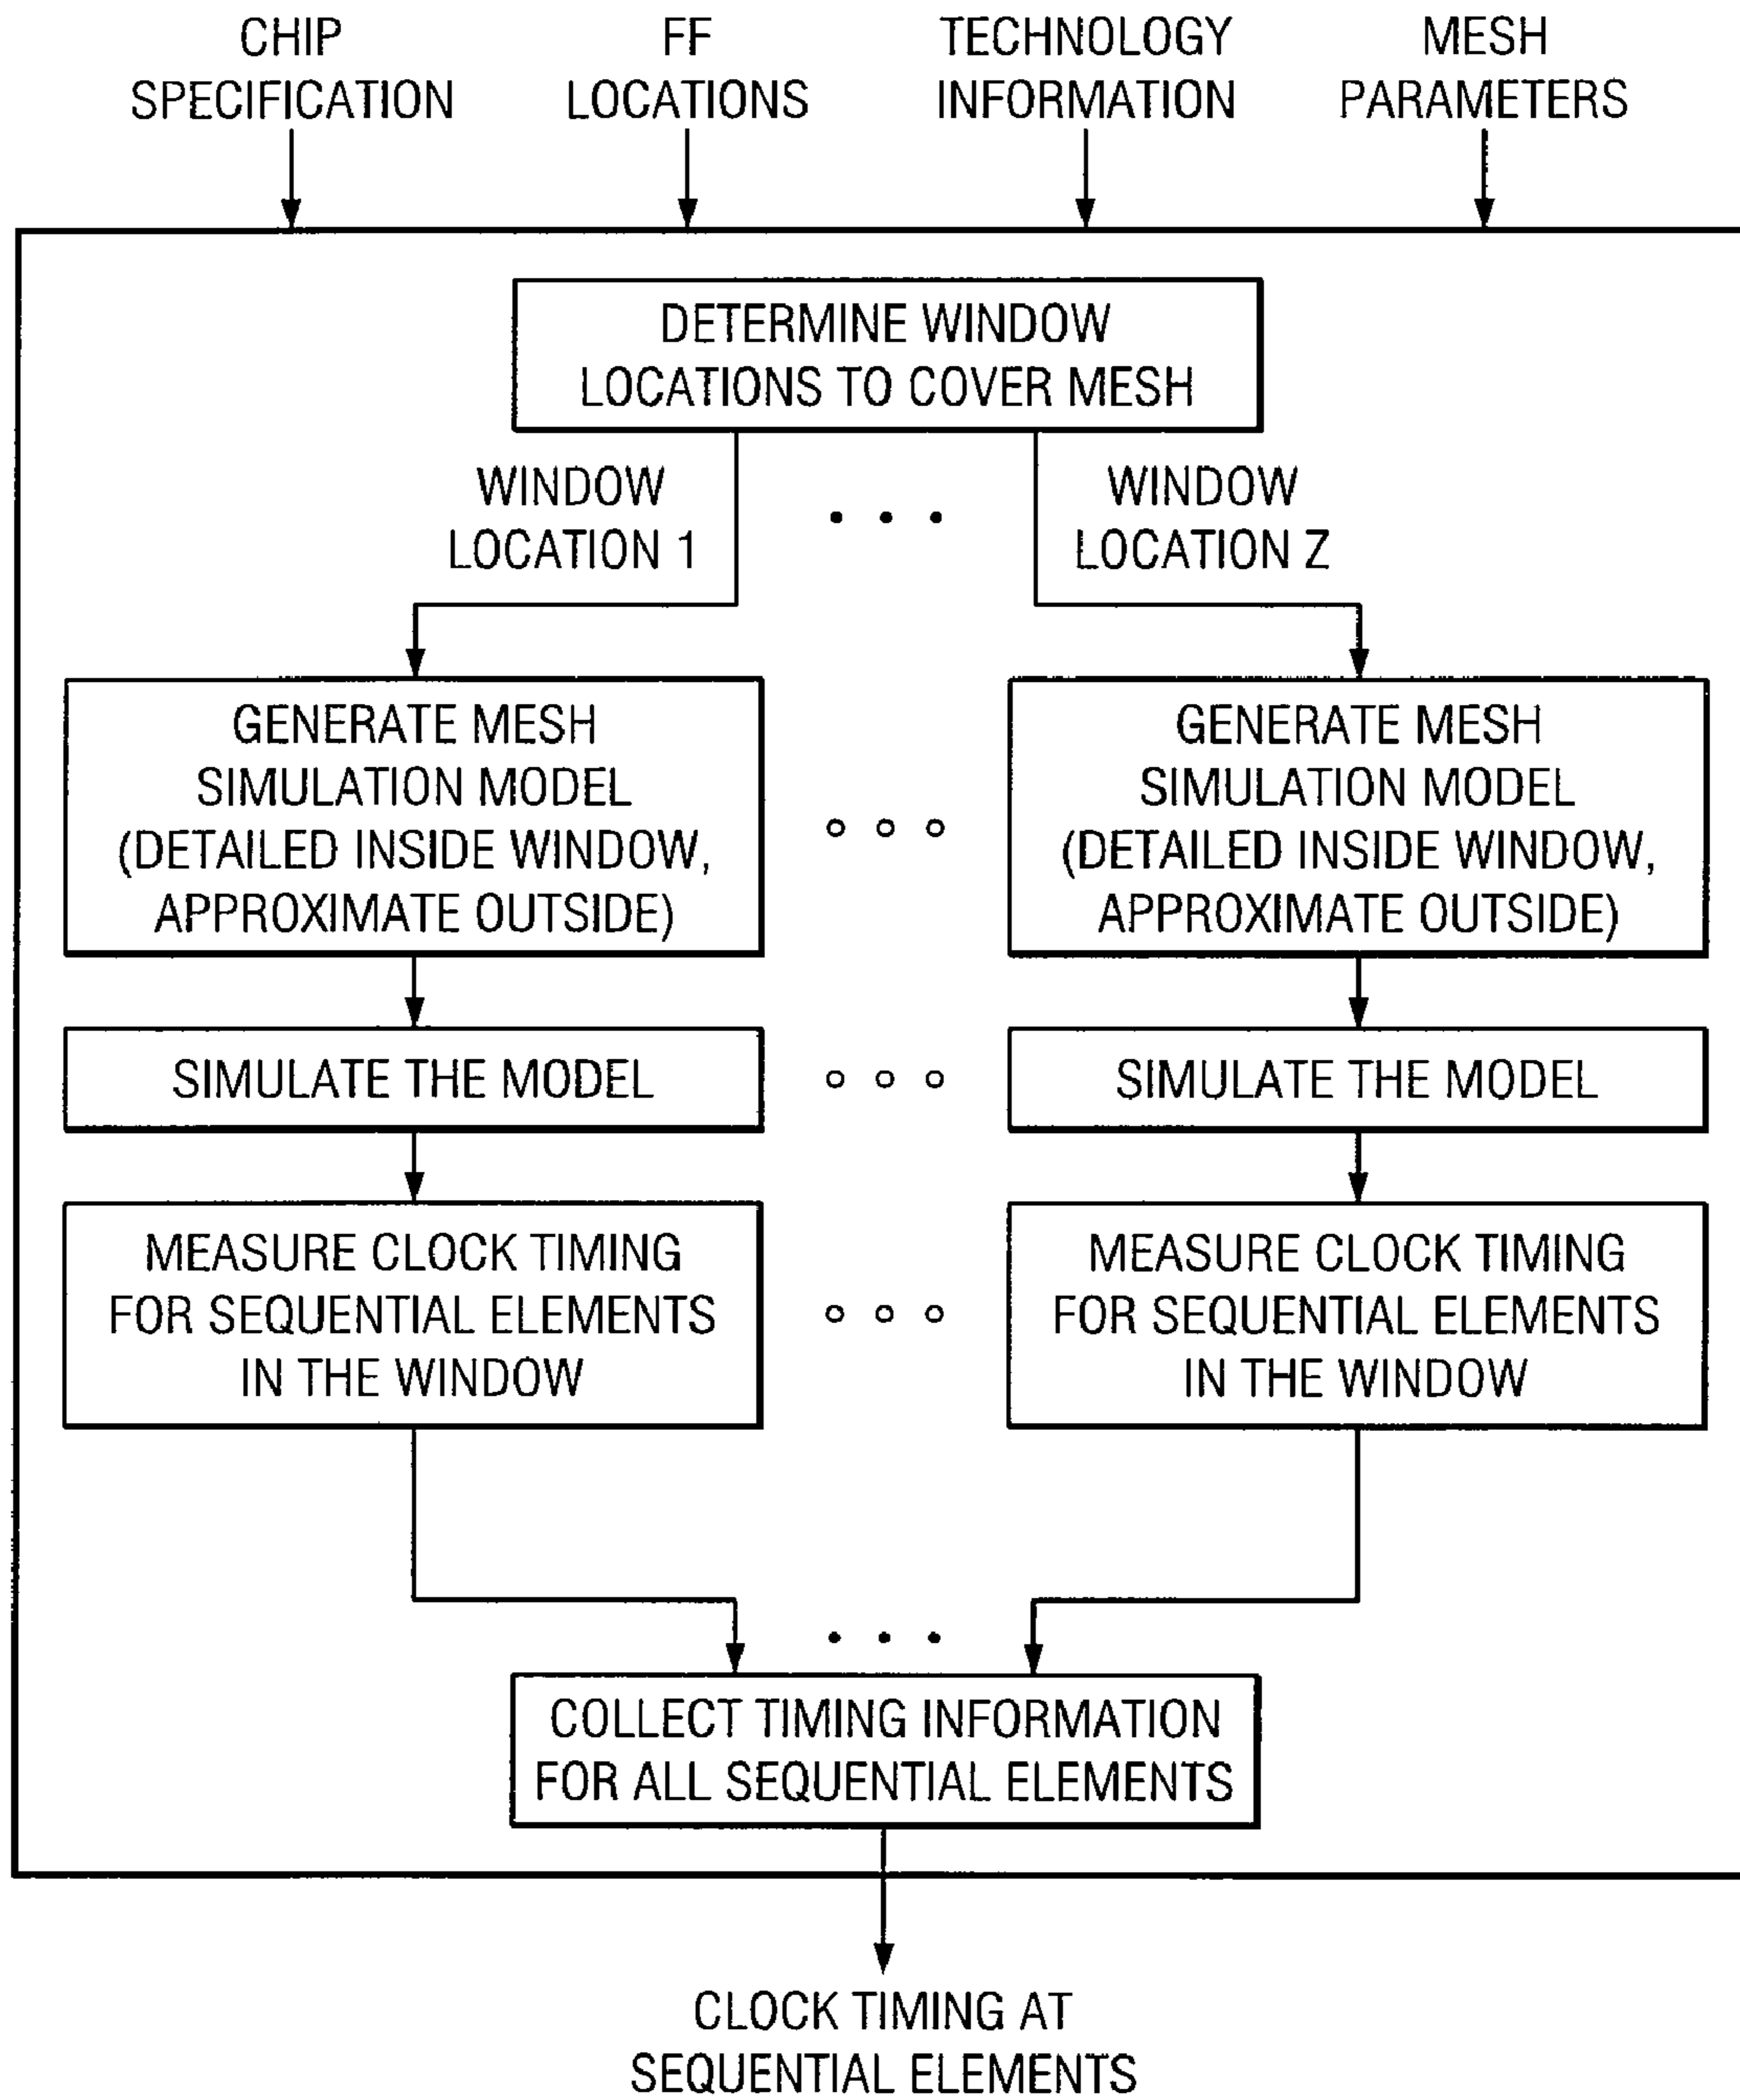 CHIP
SPECIFICATION
FF
LOCATIONS
TECHNOLOGY
INFORMATION
MESH
PARAMETERS
DETERMINE WINDOW
LOCATIONS TO COVER MESH
WINDOW
LOCATION 1
WINDOW
LOCATION Z
GENERATE MESH
SIMULATION MODEL
(DETAILED INSIDE WINDOW,
APPROXIMATE OUTSIDE)
GENERATE MESH
SIMULATION MODEL
(DETAILED INSIDE WINDOW,
APPROXIMATE OUTSIDE)
SIMULATE THE MODEL
SIMULATE THE MODEL
MEASURE CLOCK TIMING
FOR SEQUENTIAL ELEMENTS
IN THE WINDOW
MEASURE CLOCK TIMING
FOR SEQUENTIAL ELEMENTS
IN THE WINDOW
COLLECT TIMING INFORMATION
FOR ALL SEQUENTIAL ELEMENTS
CLOCK TIMING AT
SEQUENTIAL ELEMENTS